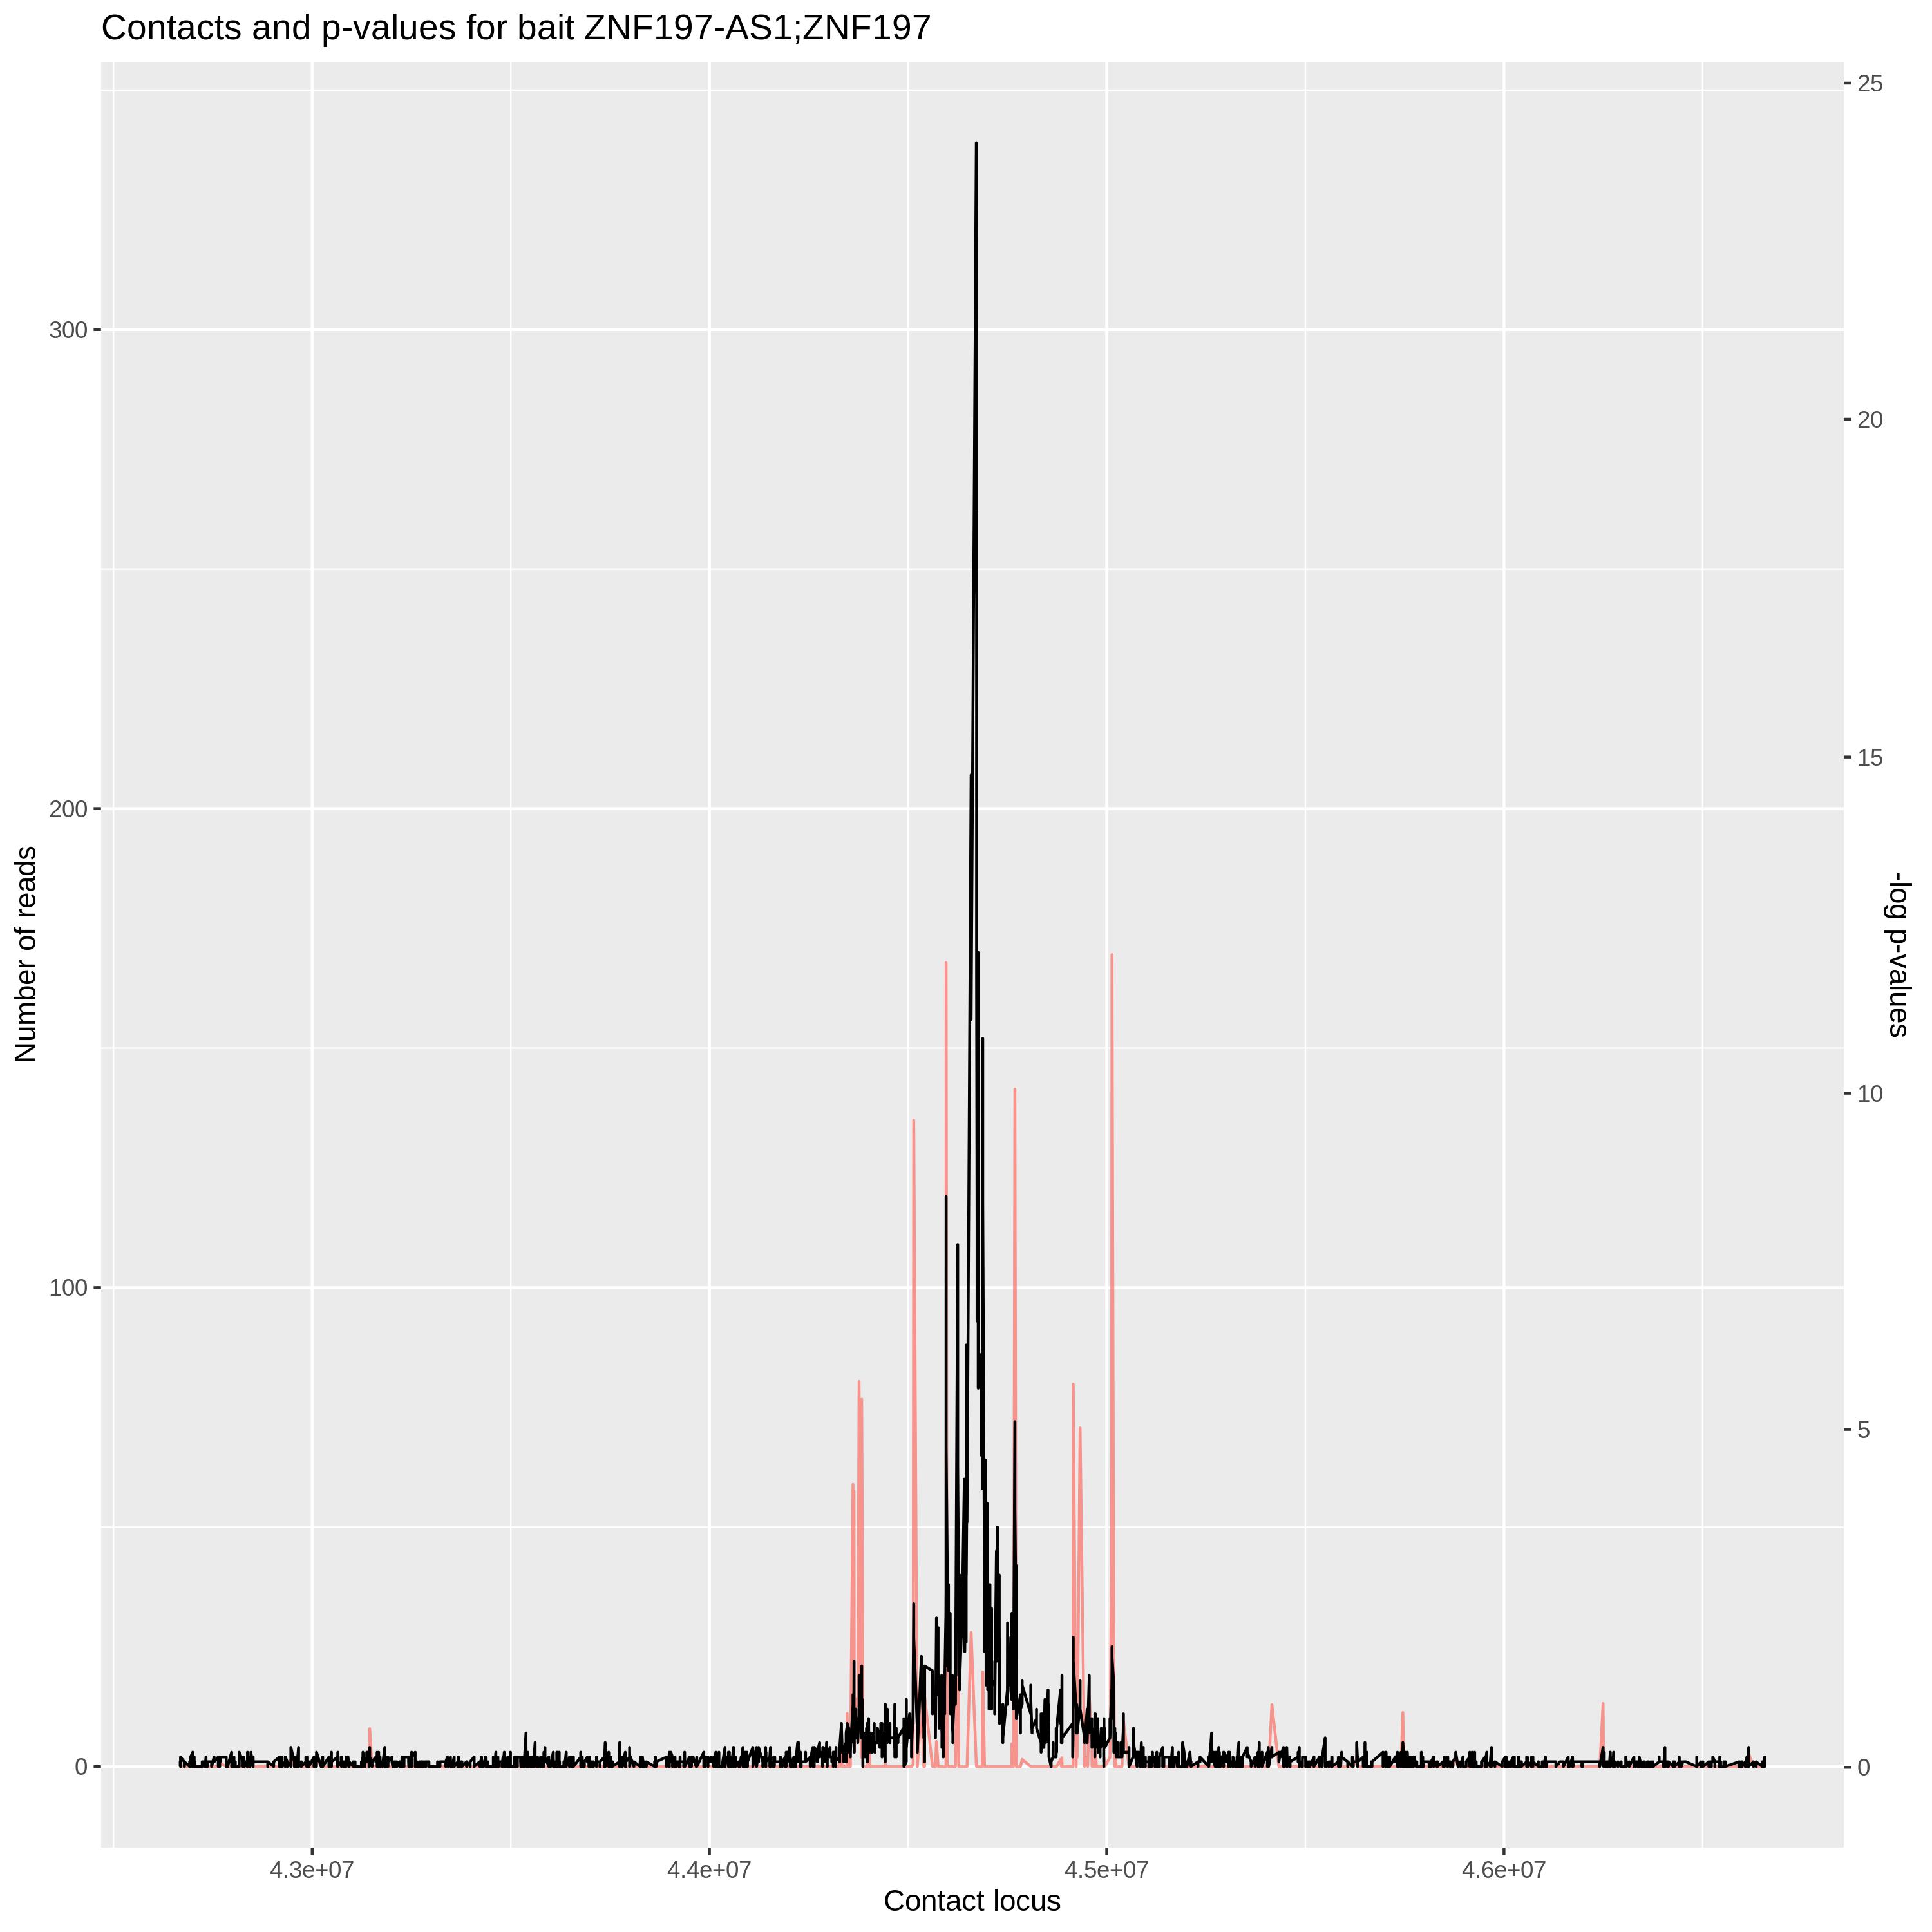 Contacts and p-values for bait ZNF197-AS1;ZNF197
Number of reads
300
200
100
0
25
20
15
10
5
0
-log p-values
4.3e+07
4.4e+07
4.5e+07
4.6e+07
Contact locus